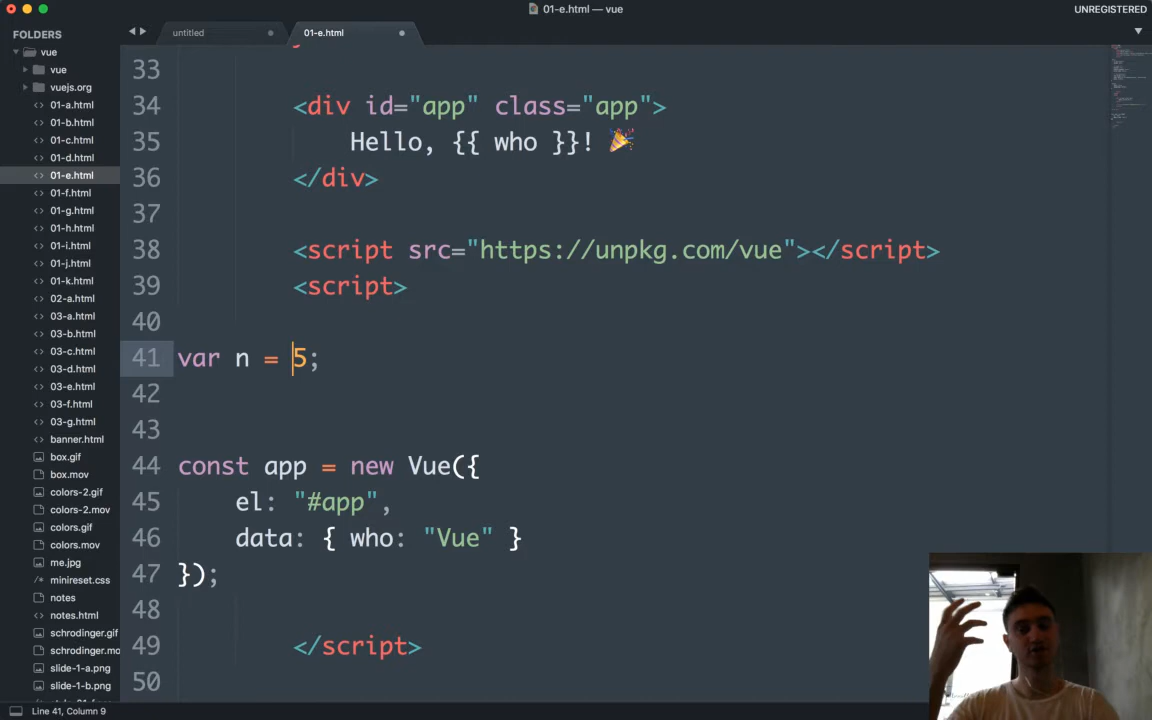 01-e.html — vue
UNREGISTERED
FOLDERS
untitled
01-e.html
vue
vue
vuejs.org
01-a.html
01-b.html
01-c.html
01-d.html
01-e.html
01-f.html
01-g.html
01-h.html
01-i.html
01-j.html
01-k.html
02-a.html
03-a.html
03-b.html
03-c.html
03-d.html
03-e.html
03-f.html
03-g.html
banner.html
box.gif
box.mov
colors-2.gif
colors-2.mov
colors.gif
colors.mov
me.jpg
minireset.css
notes
notes.html
schrodinger.gif
schrodinger.mo
slide-1-a.png
slide-1-b.png
33
34 <div id="app" class="app">
35 Hello, {{ who }}! 🎉
36 </div>
37
38 <script src="https://unpkg.com/vue"></script>
39 <script>
40
41 var n = 5;
42
43
44 const app = new Vue({
45 el: "#app",
46 data: { who: "Vue" }
47 });
48
49 </script>
50
Line 41, Column 9